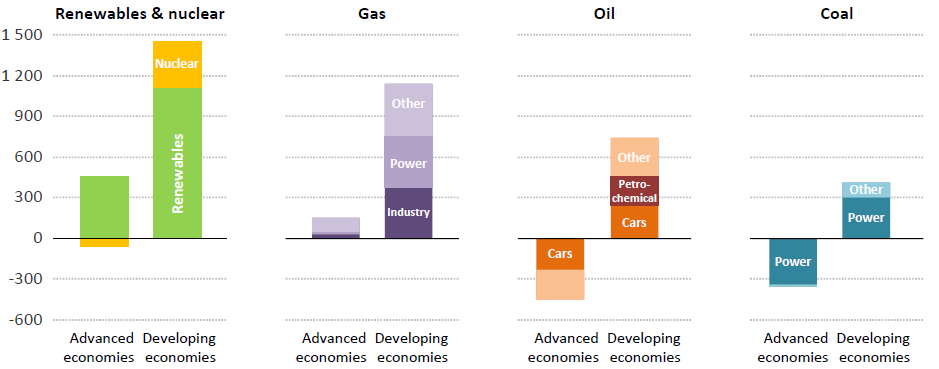 Renewables & nuclear
Gas
Oil
Coal
1 500
1 200
900
600
300
0
-300
-600
Nuclear
Renewables
Other
Power
Industry
Other
Petro-
chemical
Cars
Cars
Other
Power
Power
Advanced
economies
Developing
economies
Advanced
economies
Developing
economies
Advanced
economies
Developing
economies
Advanced
economies
Developing
economies